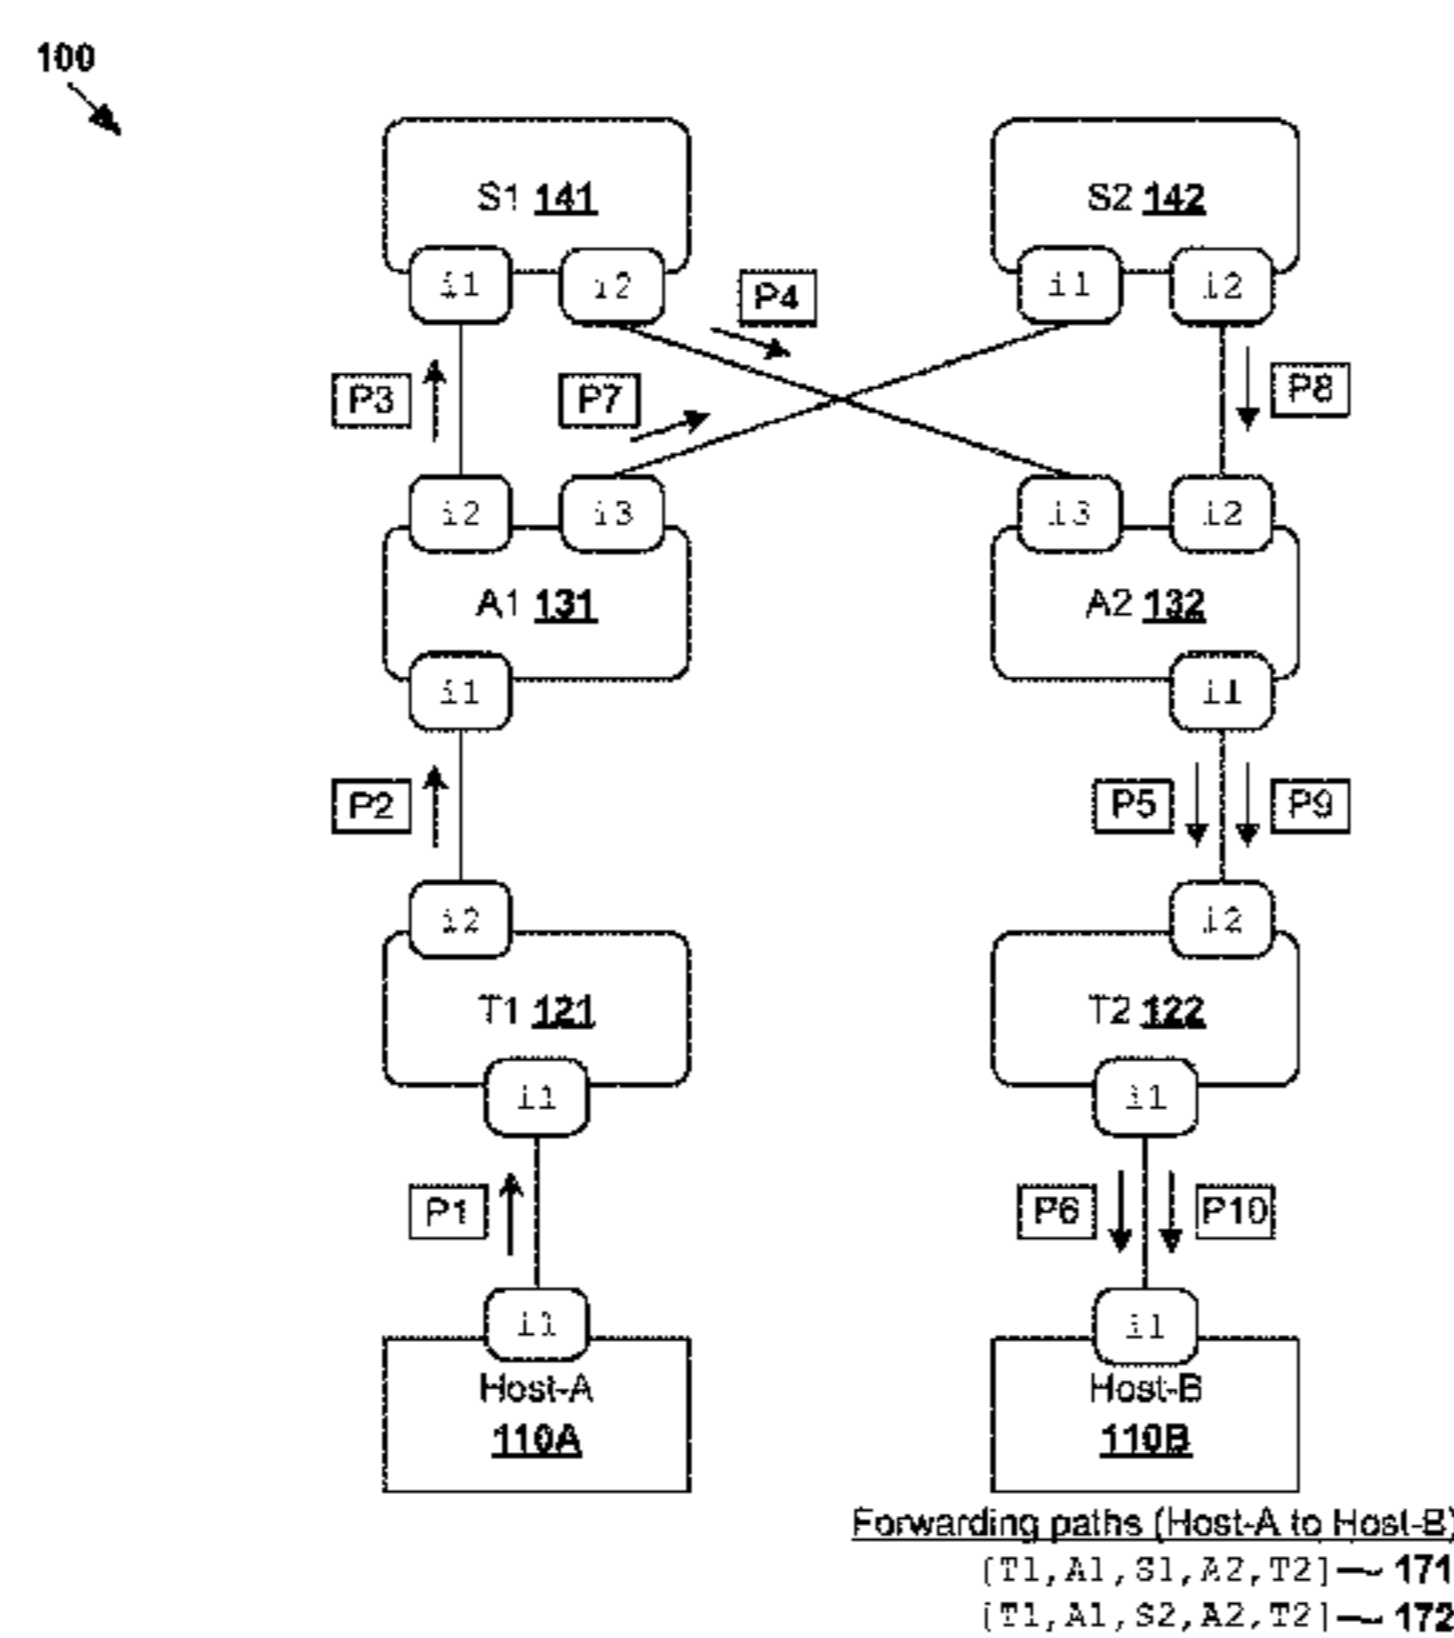 100
S1 141
S2 142
i1
i2
i1
i2
P4
P3
P7
P8
i2
i3
i3
i2
A1 131
A2 132
i1
i1
P2
P5
P9
i2
i2
T1 121
T2 122
i1
i1
P1
P6
P10
i1
i1
Host-A
Host-B
110A
110B
Forwarding paths (Host-A to Host-B)
[T1,A1,S1,A2,T2] 171
[T1,A1,S2,A2,T2] 172